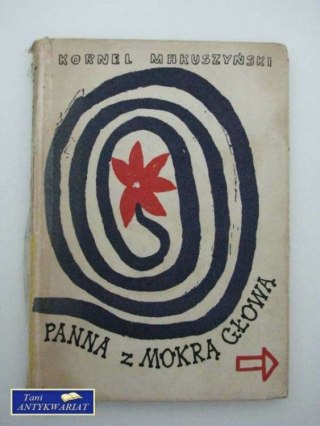 KORNEL MAKUSZYŃSKI
PANNA Z MOKRĄ GŁOWĄ
Tani
ANTYKWARIAT